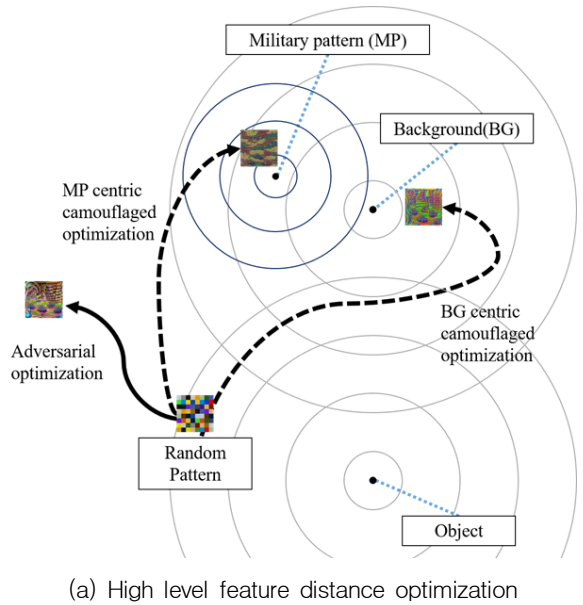 Military pattern (MP)
Background(BG)
MP centric
camouflaged
optimization
BG centric
camouflaged
optimization
Adversarial
optimization
Random
Pattern
Object
(a) High level feature distance optimization